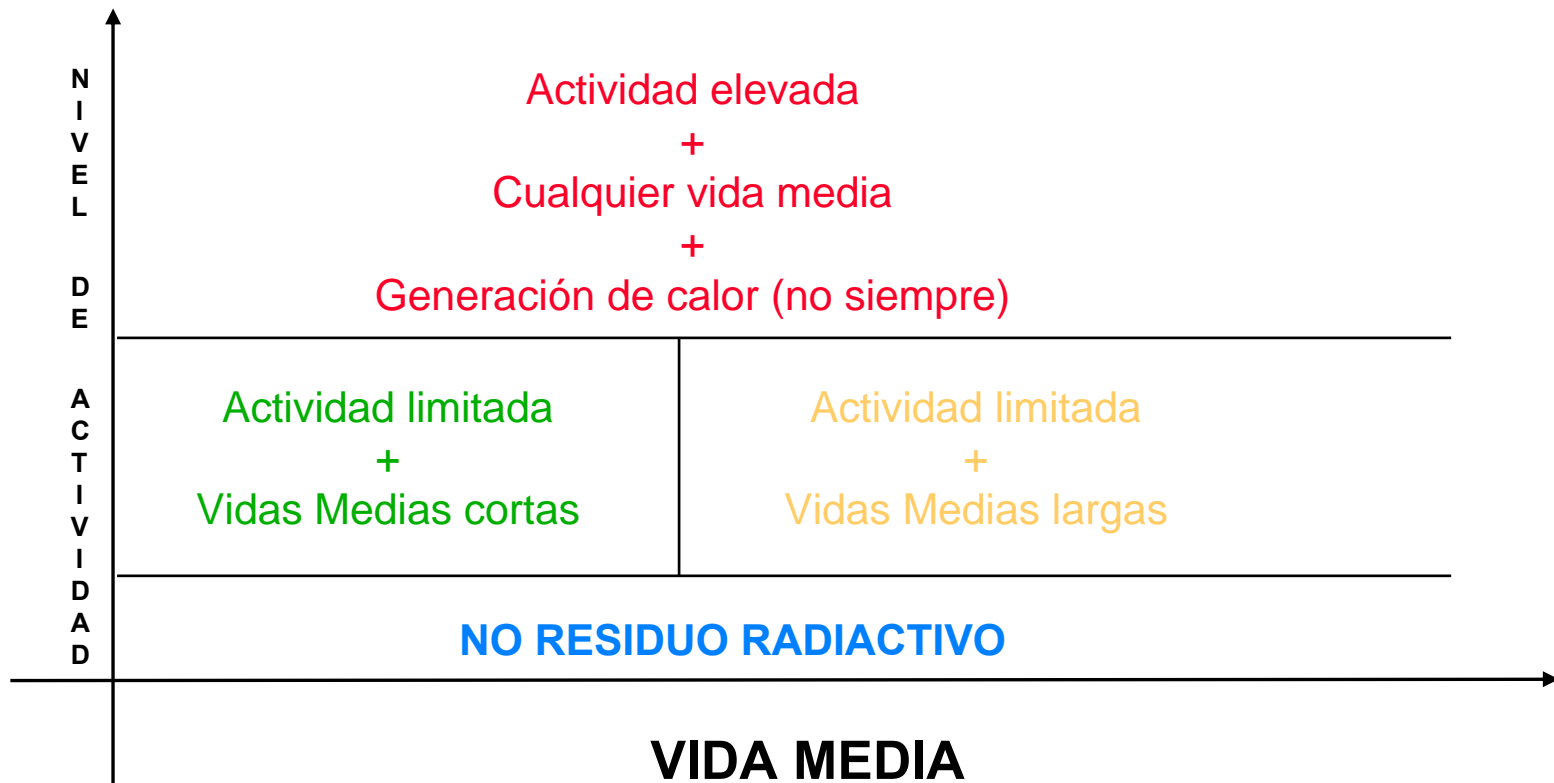 NIVEL DE ACTIVIDAD
Actividad elevada
+
Cualquier vida media
+
Generación de calor (no siempre)
Actividad limitada
+
Vidas Medias cortas
Actividad limitada
+
Vidas Medias largas
NO RESIDUO RADIACTIVO
VIDA MEDIA